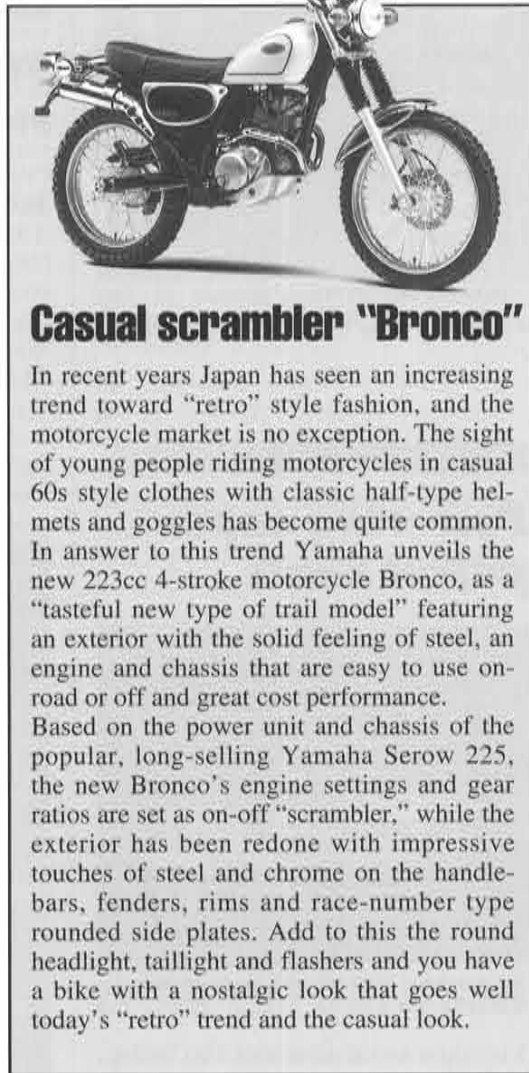 Casual scrambler "Bronco"
In recent years Japan has seen an increasing
trend toward "retro" style fashion, and the
motorcycle market is no exception. The sight
of young people riding motorcycles in casual
60s style clothes with classic half-type hel-
mets and goggles has become quite common.
In answer to this trend Yamaha unveils the
new 223cc 4-stroke motorcycle Bronco, as a
"tasteful new type of trail model" featuring
an exterior with the solid feeling of steel, an
engine and chassis that are easy to use on-
road or off and great cost performance.
Based on the power unit and chassis of the
popular, long-selling Yamaha Serow 225,
the new Bronco's engine settings and gear
ratios are set as on-off "scrambler," while the
exterior has been redone with impressive
touches of steel and chrome on the handle-
bars, fenders, rims and race-number type
rounded side plates. Add to this the round
headlight, taillight and flashers and you have
a bike with a nostalgic look that goes well
today's "retro" trend and the casual look.